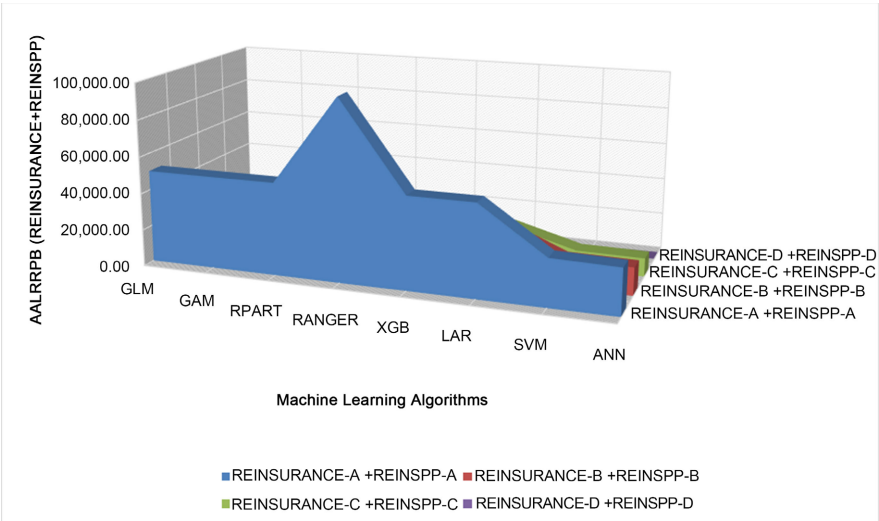 AALRRPB (REINSURANCE+REINSPP)
100,000.00
80,000.00
60,000.00
40,000.00
20,000.00
0.00
GLM
GAM
RPART
RANGER
XGB
LAR
SVM
ANN
REINSURANCE-D +REINSPP-D
REINSURANCE-C +REINSPP-C
REINSURANCE-B +REINSPP-B
REINSURANCE-A +REINSPP-A
Machine Learning Algorithms
REINSURANCE-A +REINSPP-A REINSURANCE-B +REINSPP-B
REINSURANCE-C +REINSPP-C REINSURANCE-D +REINSPP-D